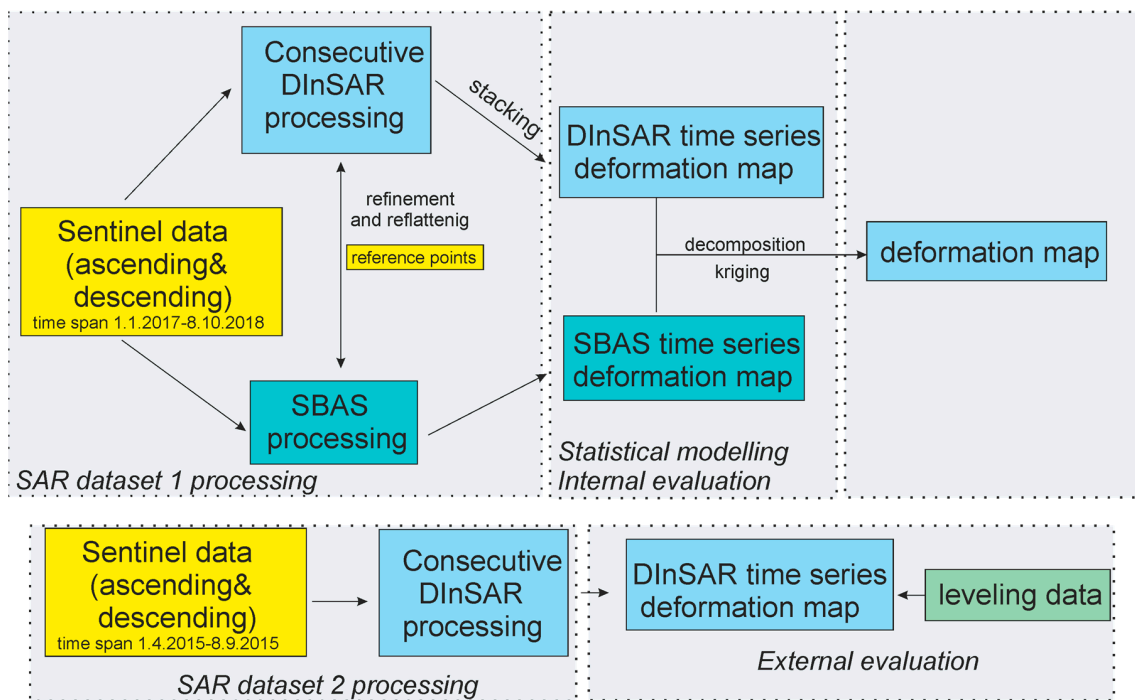 Consecutive
DInSAR
processing
stacking
DInSAR time series
deformation map
refinement
and reflattenig
reference points
Sentinel data
(ascending&
descending)
time span 1.1.2017-8.10.2018
decomposition
kriging
deformation map
SBAS
processing
SBAS time series
deformation map
SAR dataset 1 processing
Statistical modelling
Internal evaluation
Sentinel data
(ascending&
descending)
time span 1.4.2015-8.9.2015
Consecutive
DInSAR
processing
DInSAR time series
deformation map
leveling data
SAR dataset 2 processing
External evaluation